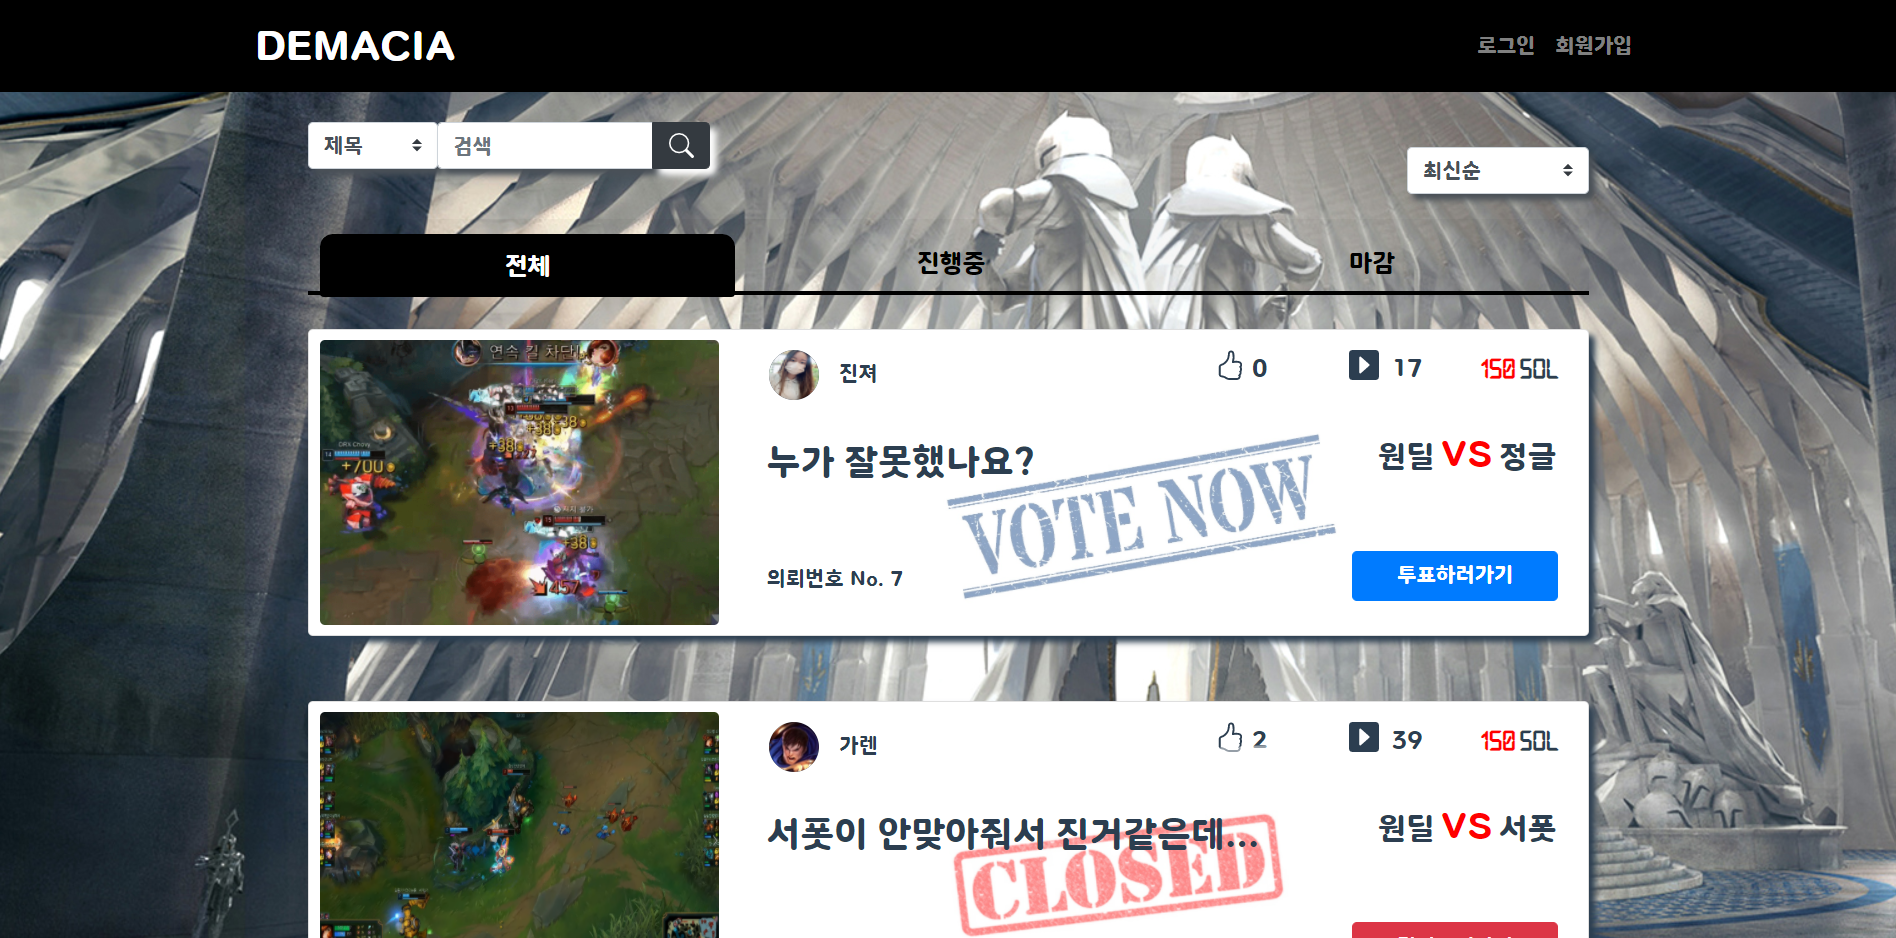 DEMACIA
로그인 회원가입
제목 검색
최신순
전체 진행중 마감
연속 킬 차단!
DRX Chovy
+700
+38
+38
+38
457
진져 0 17 150 SOL
누가 잘못했나요?
원딜 VS 정글
VOTE NOW
의뢰번호 No. 7
투표하러가기
가렌 2 39 150 SOL
서폿이 안맞아줘서 진거같은데...
원딜 VS 서폿
CLOSED